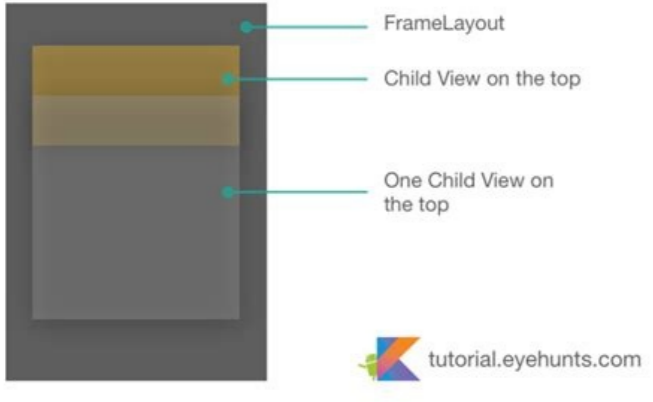 FrameLayout
Child View on the top
One Child View on
the top
tutorial.eyehunts.com